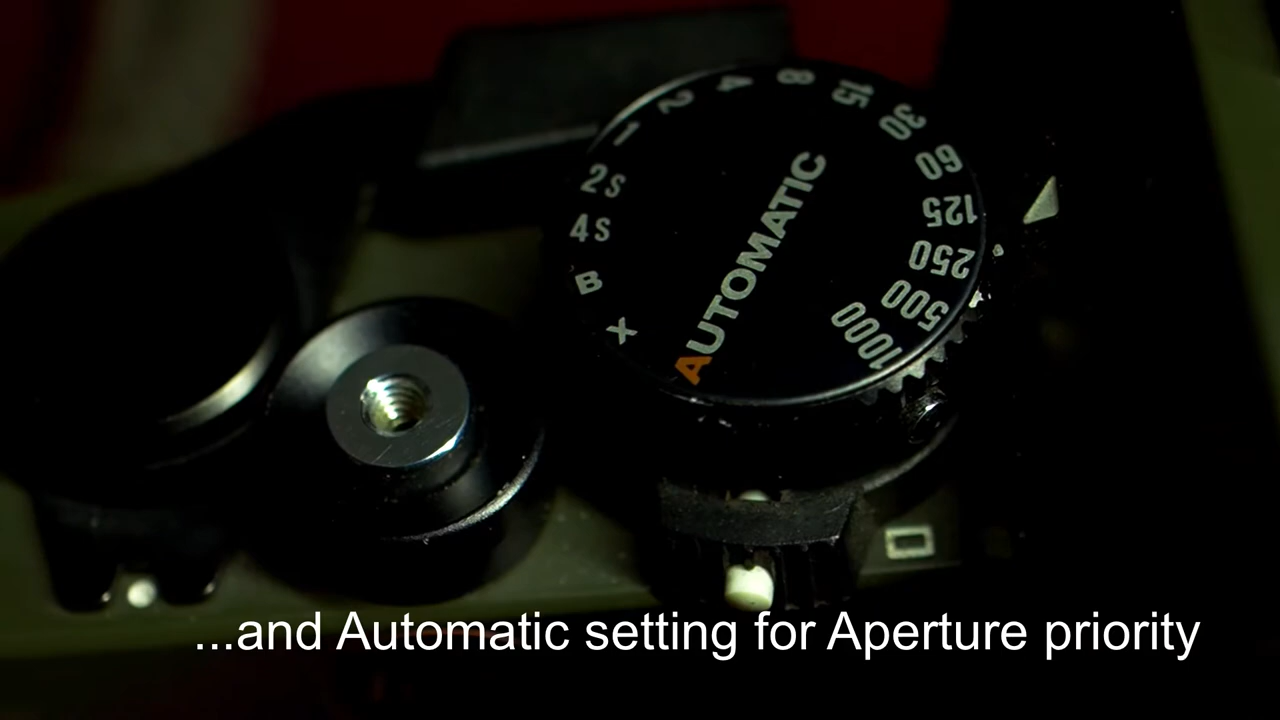 X
B
4S
2S
1
2
4
8
15
30
60
125
250
500
1000
AUTOMATIC
...and Automatic setting for Aperture priority